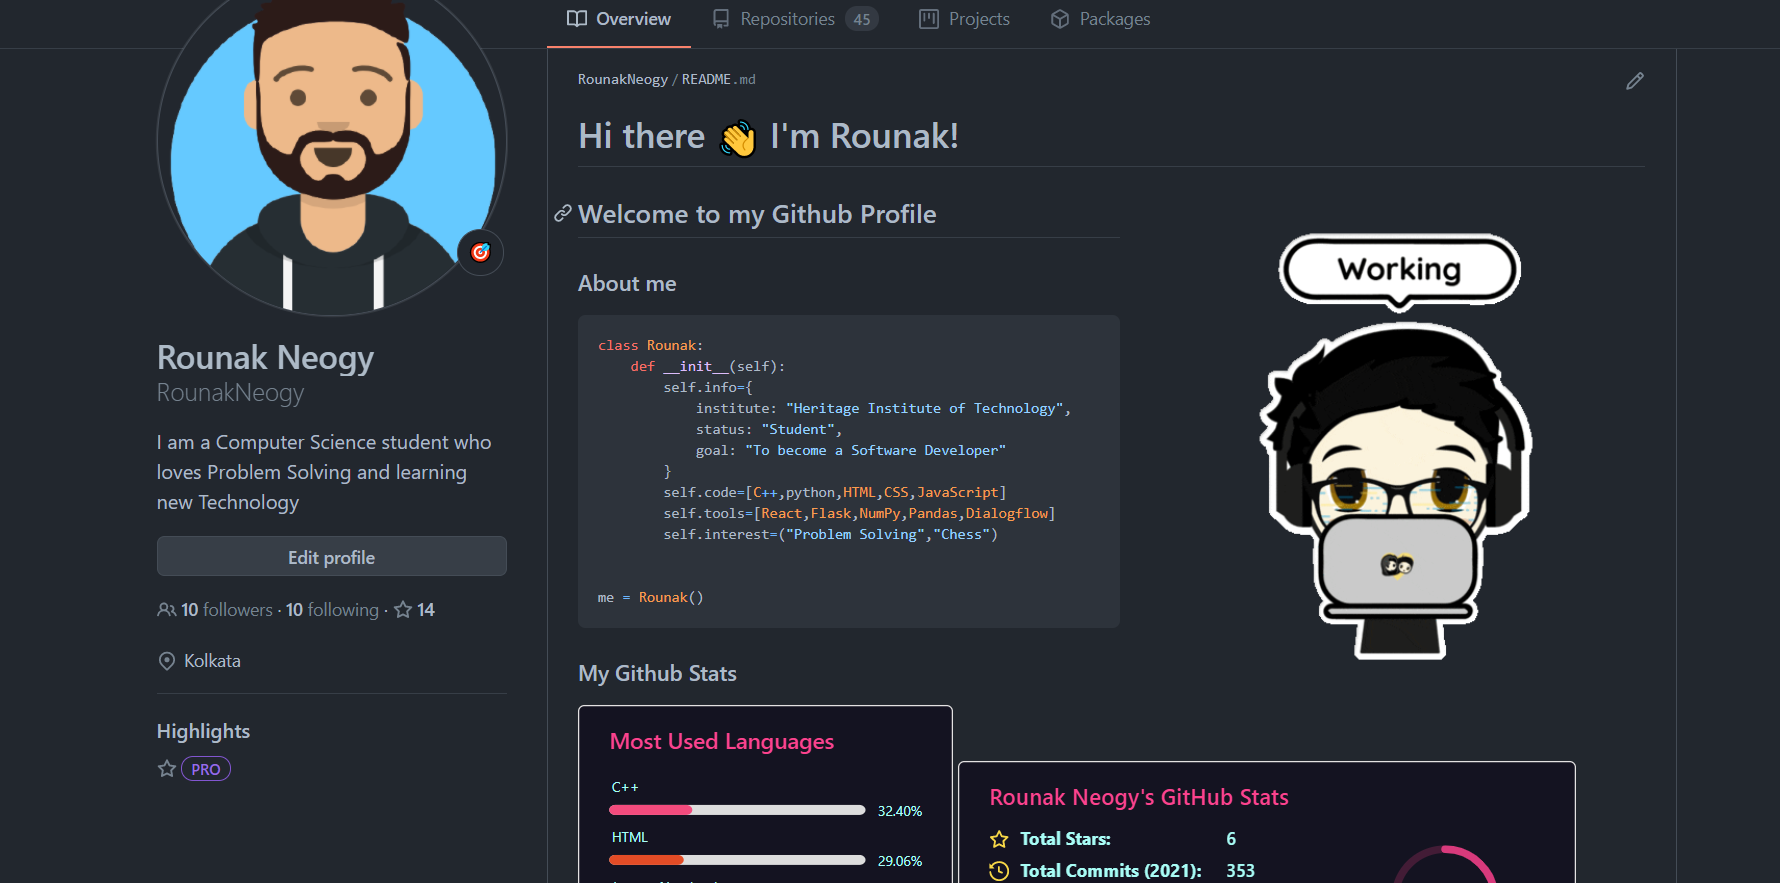 Overview Repositories 45 Projects Packages
RounakNeogy / README.md
Hi there 👋 I'm Rounak!
Welcome to my Github Profile
About me
class Rounak:
    def __init__(self):
        self.info={
            institute: "Heritage Institute of Technology",
            status: "Student",
            goal: "To become a Software Developer"
        }
        self.code=[C++,python,HTML,CSS,JavaScript]
        self.tools=[React,Flask,NumPy,Pandas,Dialogflow]
        self.interest=("Problem Solving","Chess")
me = Rounak()
Working
Rounak Neogy
RounakNeogy
I am a Computer Science student who
loves Problem Solving and learning
new Technology
Edit profile
10 followers · 10 following · 14
Kolkata
Highlights
PRO
My Github Stats
Most Used Languages
C++
32.40%
HTML
29.06%
Rounak Neogy's GitHub Stats
Total Stars: 6
Total Commits (2021): 353